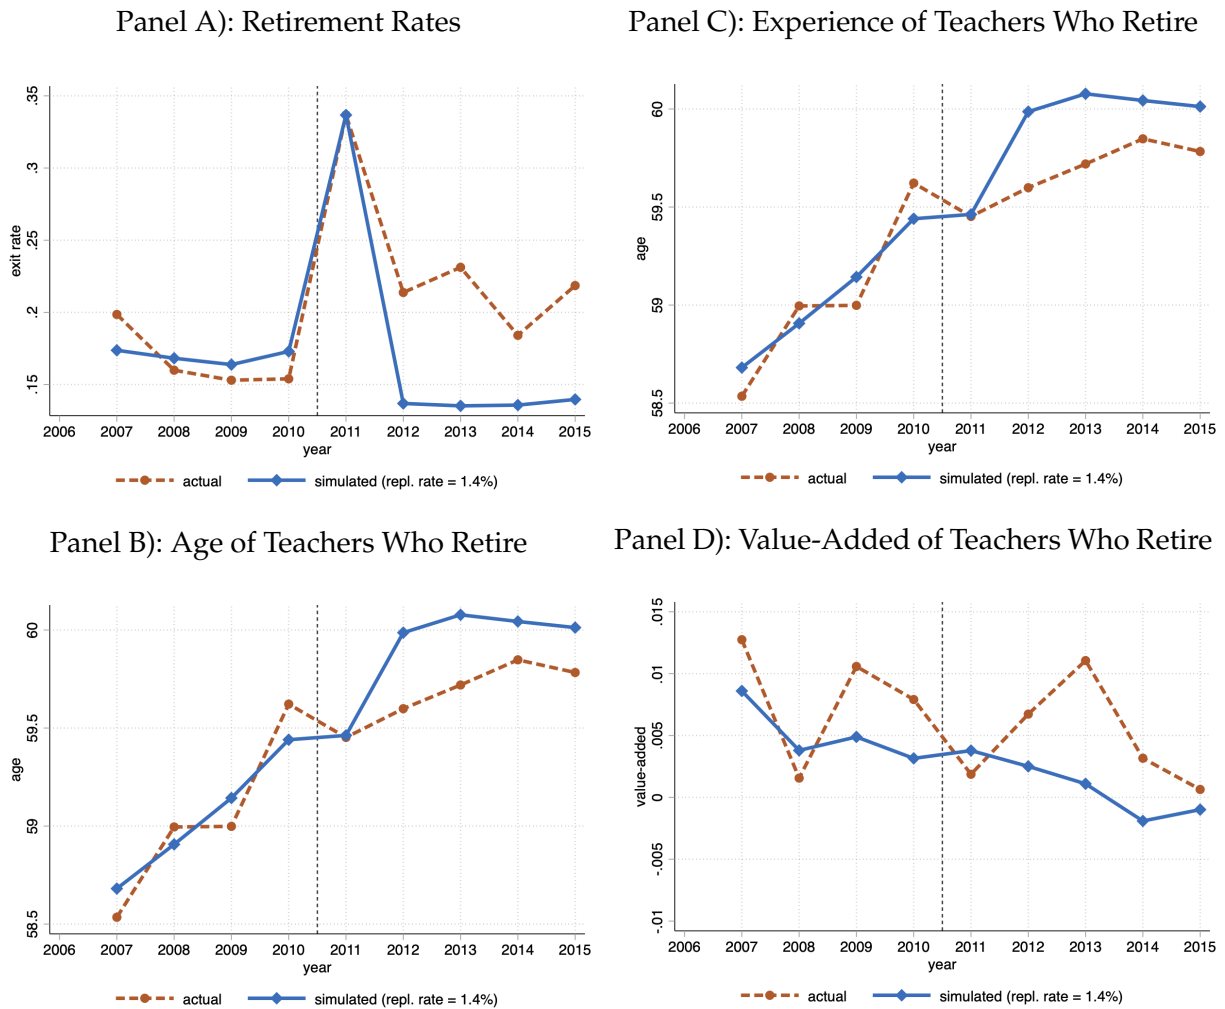 Panel A): Retirement Rates
.35
.3
.25
.2
.15
exit rate
2006 2007 2008 2009 2010 2011 2012 2013 2014 2015
year
actual simulated (repl. rate = 1.4%)
Panel C): Experience of Teachers Who Retire
60
59.5
59
58.5
age
2006 2007 2008 2009 2010 2011 2012 2013 2014 2015
year
actual simulated (repl. rate = 1.4%)
Panel B): Age of Teachers Who Retire
60
59.5
59
58.5
age
2006 2007 2008 2009 2010 2011 2012 2013 2014 2015
year
actual simulated (repl. rate = 1.4%)
Panel D): Value-Added of Teachers Who Retire
.015
.01
.005
0
-.005
-.01
value-added
2006 2007 2008 2009 2010 2011 2012 2013 2014 2015
year
actual simulated (repl. rate = 1.4%)